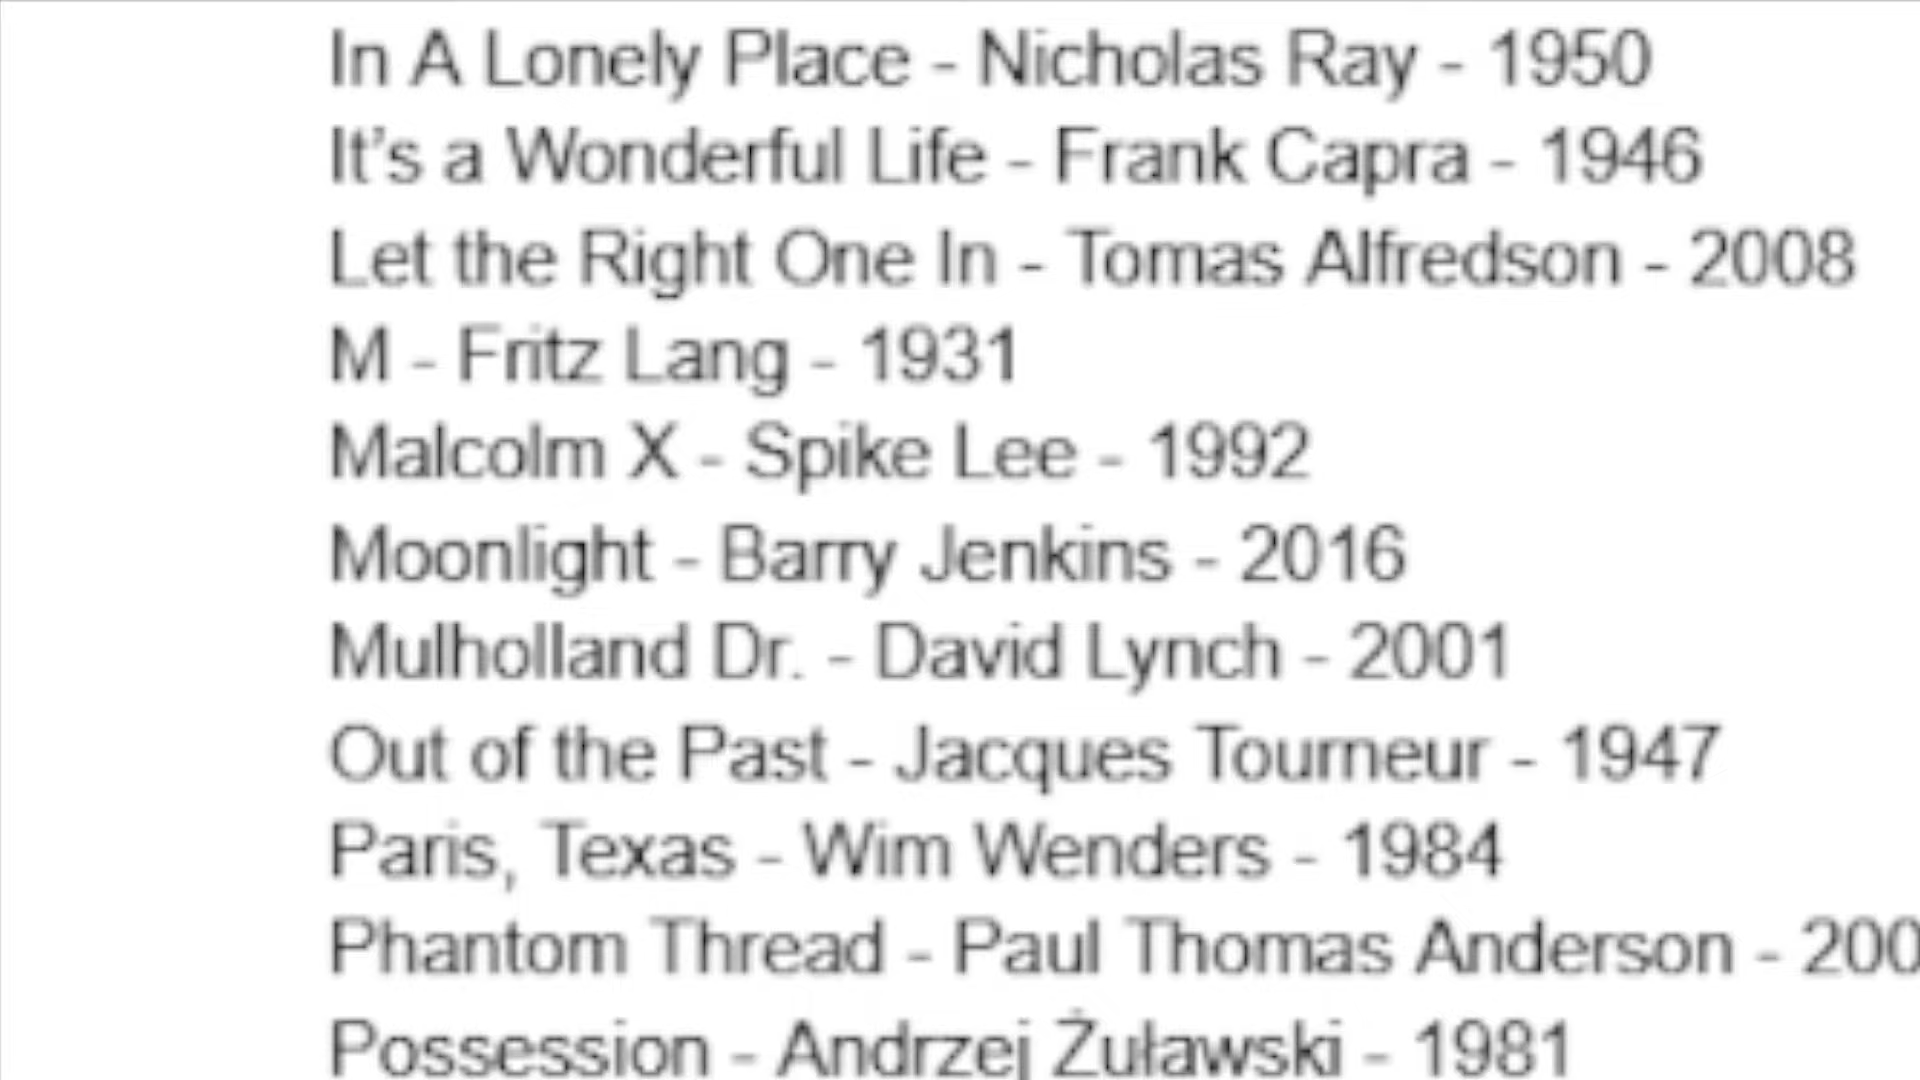 In A Lonely Place - Nicholas Ray - 1950
It's a Wonderful Life - Frank Capra - 1946
Let the Right One In - Tomas Alfredson - 2008
M - Fritz Lang - 1931
Malcolm X - Spike Lee - 1992
Moonlight - Barry Jenkins - 2016
Mulholland Dr. - David Lynch - 2001
Out of the Past - Jacques Tourneur - 1947
Paris, Texas - Wim Wenders - 1984
Phantom Thread - Paul Thomas Anderson - 200
Possession - Andrzej Żuławski - 1981